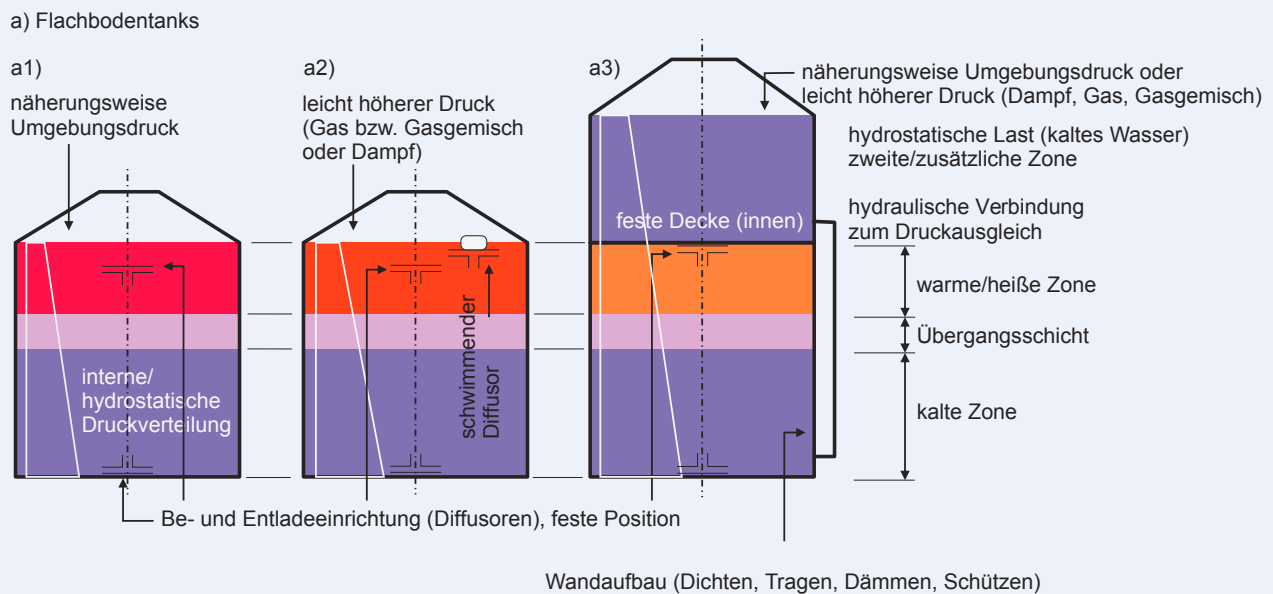 a) Flachbodentanks
a1)
näherungsweise
Umgebungsdruck
a2)
leicht höherer Druck
(Gas bzw. Gasgemisch
oder Dampf)
a3)
näherungsweise Umgebungsdruck oder
leicht höherer Druck (Dampf, Gas, Gasgemisch)
hydrostatische Last (kaltes Wasser)
zweite/zusätzliche Zone
feste Decke (innen)
hydraulische Verbindung
zum Druckausgleich
warme/heiße Zone
Übergangsschicht
kalte Zone
interne/
hydrostatische
Druckverteilung
schwimmender
Diffusor
Be- und Entladeeinrichtung (Diffusoren), feste Position
Wandaufbau (Dichten, Tragen, Dämmen, Schützen)